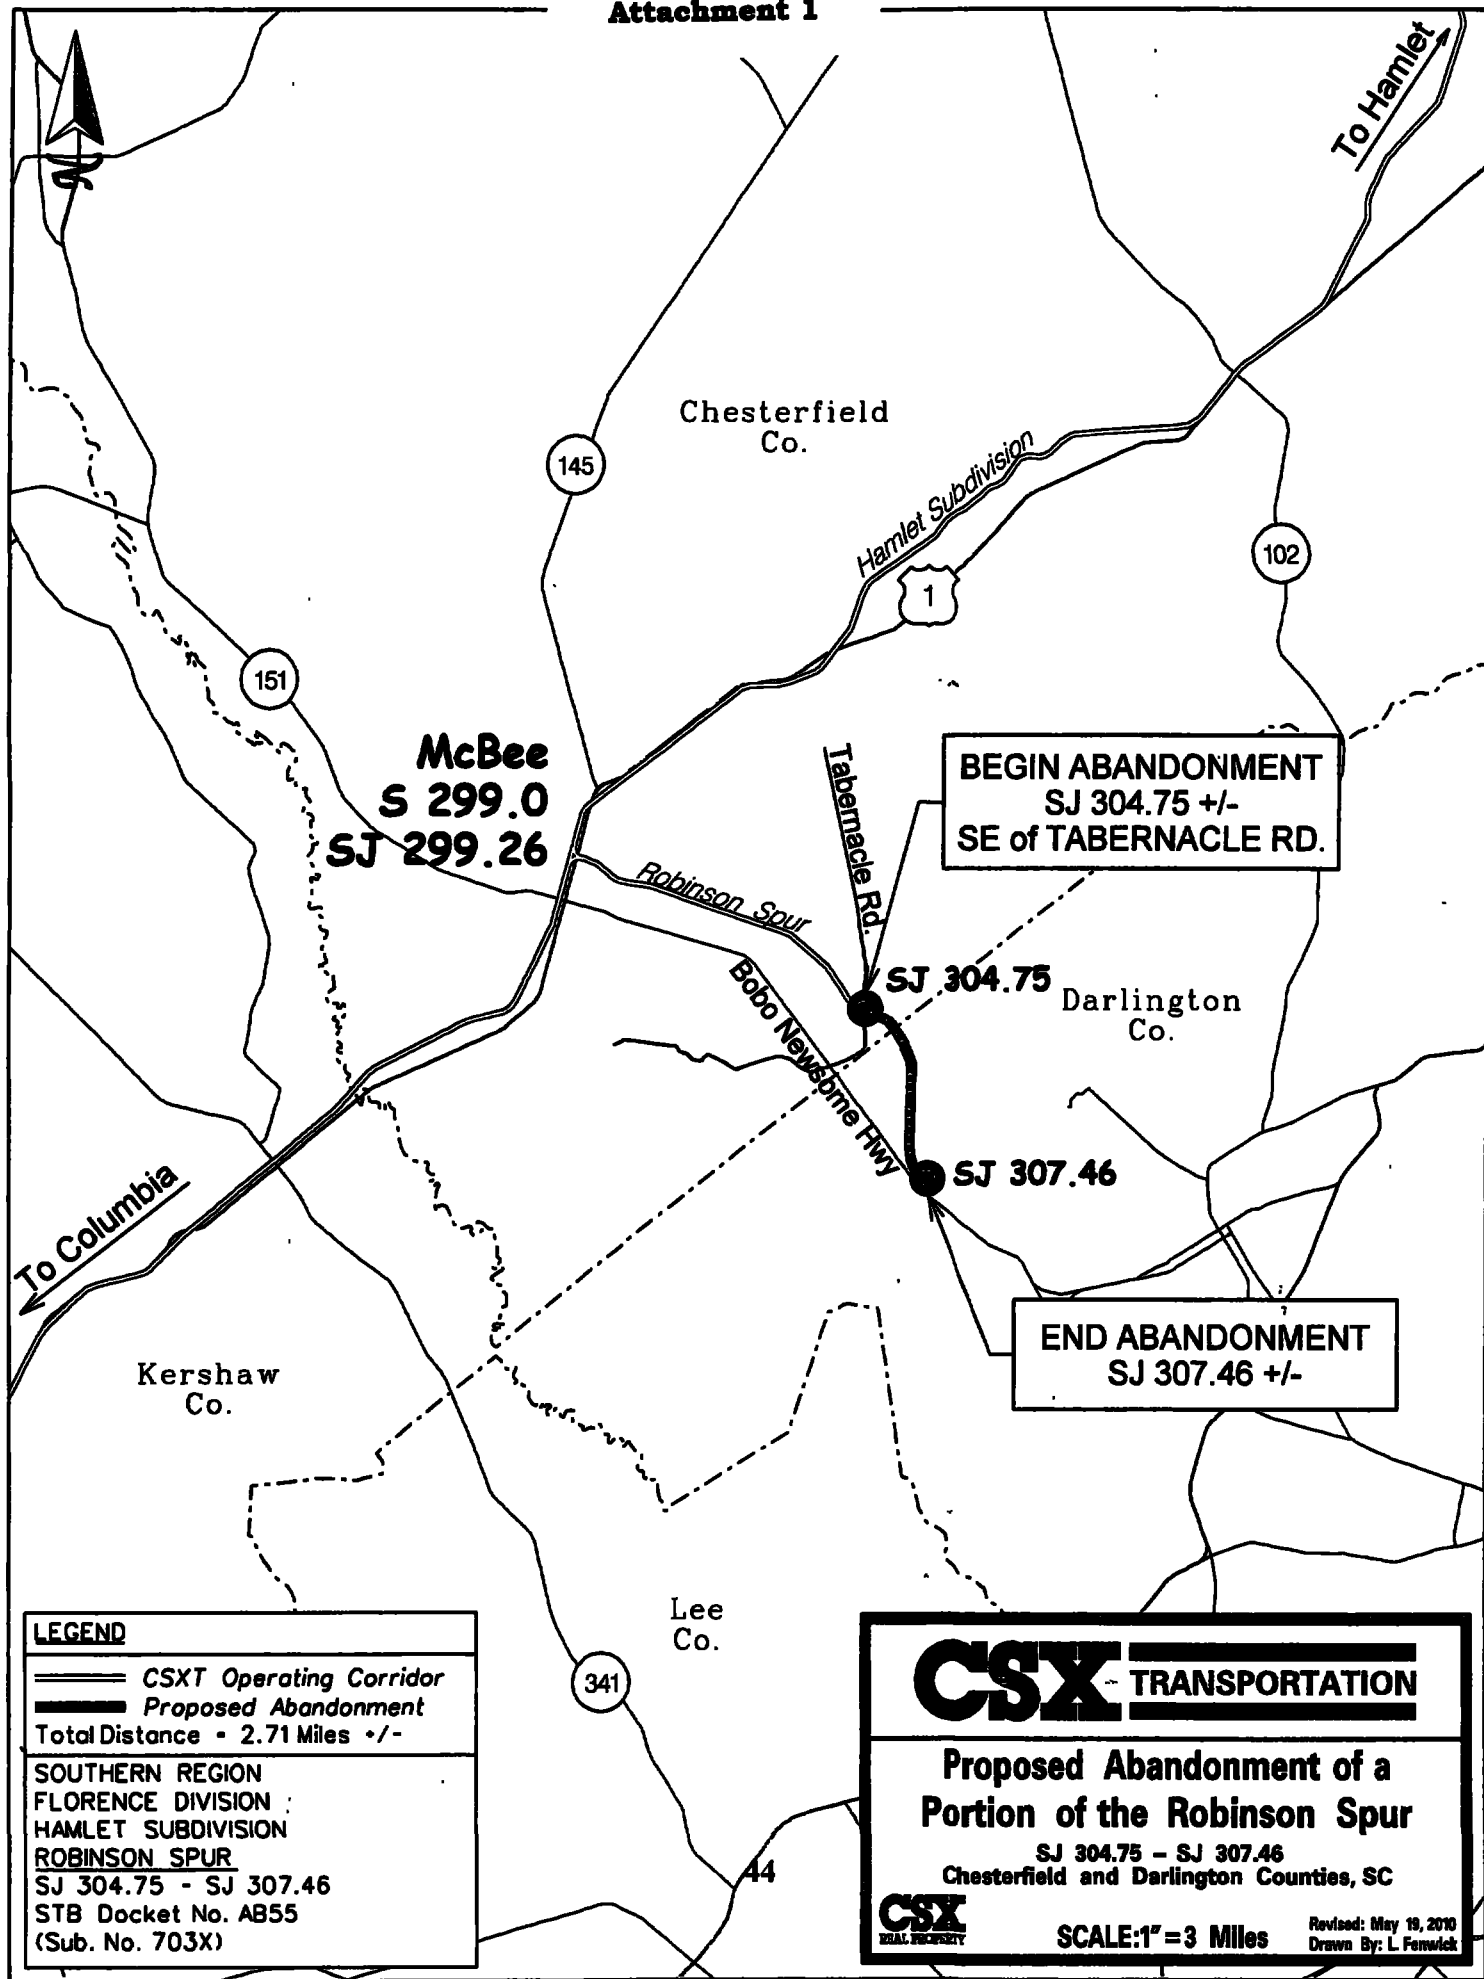 Attachment 1
N
To Hamlet
Chesterfield
Co.
145
Hamlet Subdivision
102
1
151
McBee
S 299.0
SJ 299.26
Tabernacle Rd.
BEGIN ABANDONMENT
SJ 304.75 +/-
SE of TABERNACLE RD.
Robinson Spur
SJ 304.75
Darlington
Co.
Bobo Newsome Hwy
SJ 307.46
To Columbia
END ABANDONMENT
SJ 307.46 +/-
Kershaw
Co.
Lee
Co.
341
44
LEGEND
CSXT Operating Corridor
Proposed Abandonment
Total Distance = 2.71 Miles +/-
SOUTHERN REGION
FLORENCE DIVISION
HAMLET SUBDIVISION
ROBINSON SPUR
SJ 304.75 - SJ 307.46
STB Docket No. AB55
(Sub. No. 703X)
CSX TRANSPORTATION
Proposed Abandonment of a
Portion of the Robinson Spur
SJ 304.75 - SJ 307.46
Chesterfield and Darlington Counties, SC
CSX
REAL PROPERTY
SCALE:1"=3 Miles
Revised: May 19, 2010
Drawn By: L. Fenwick